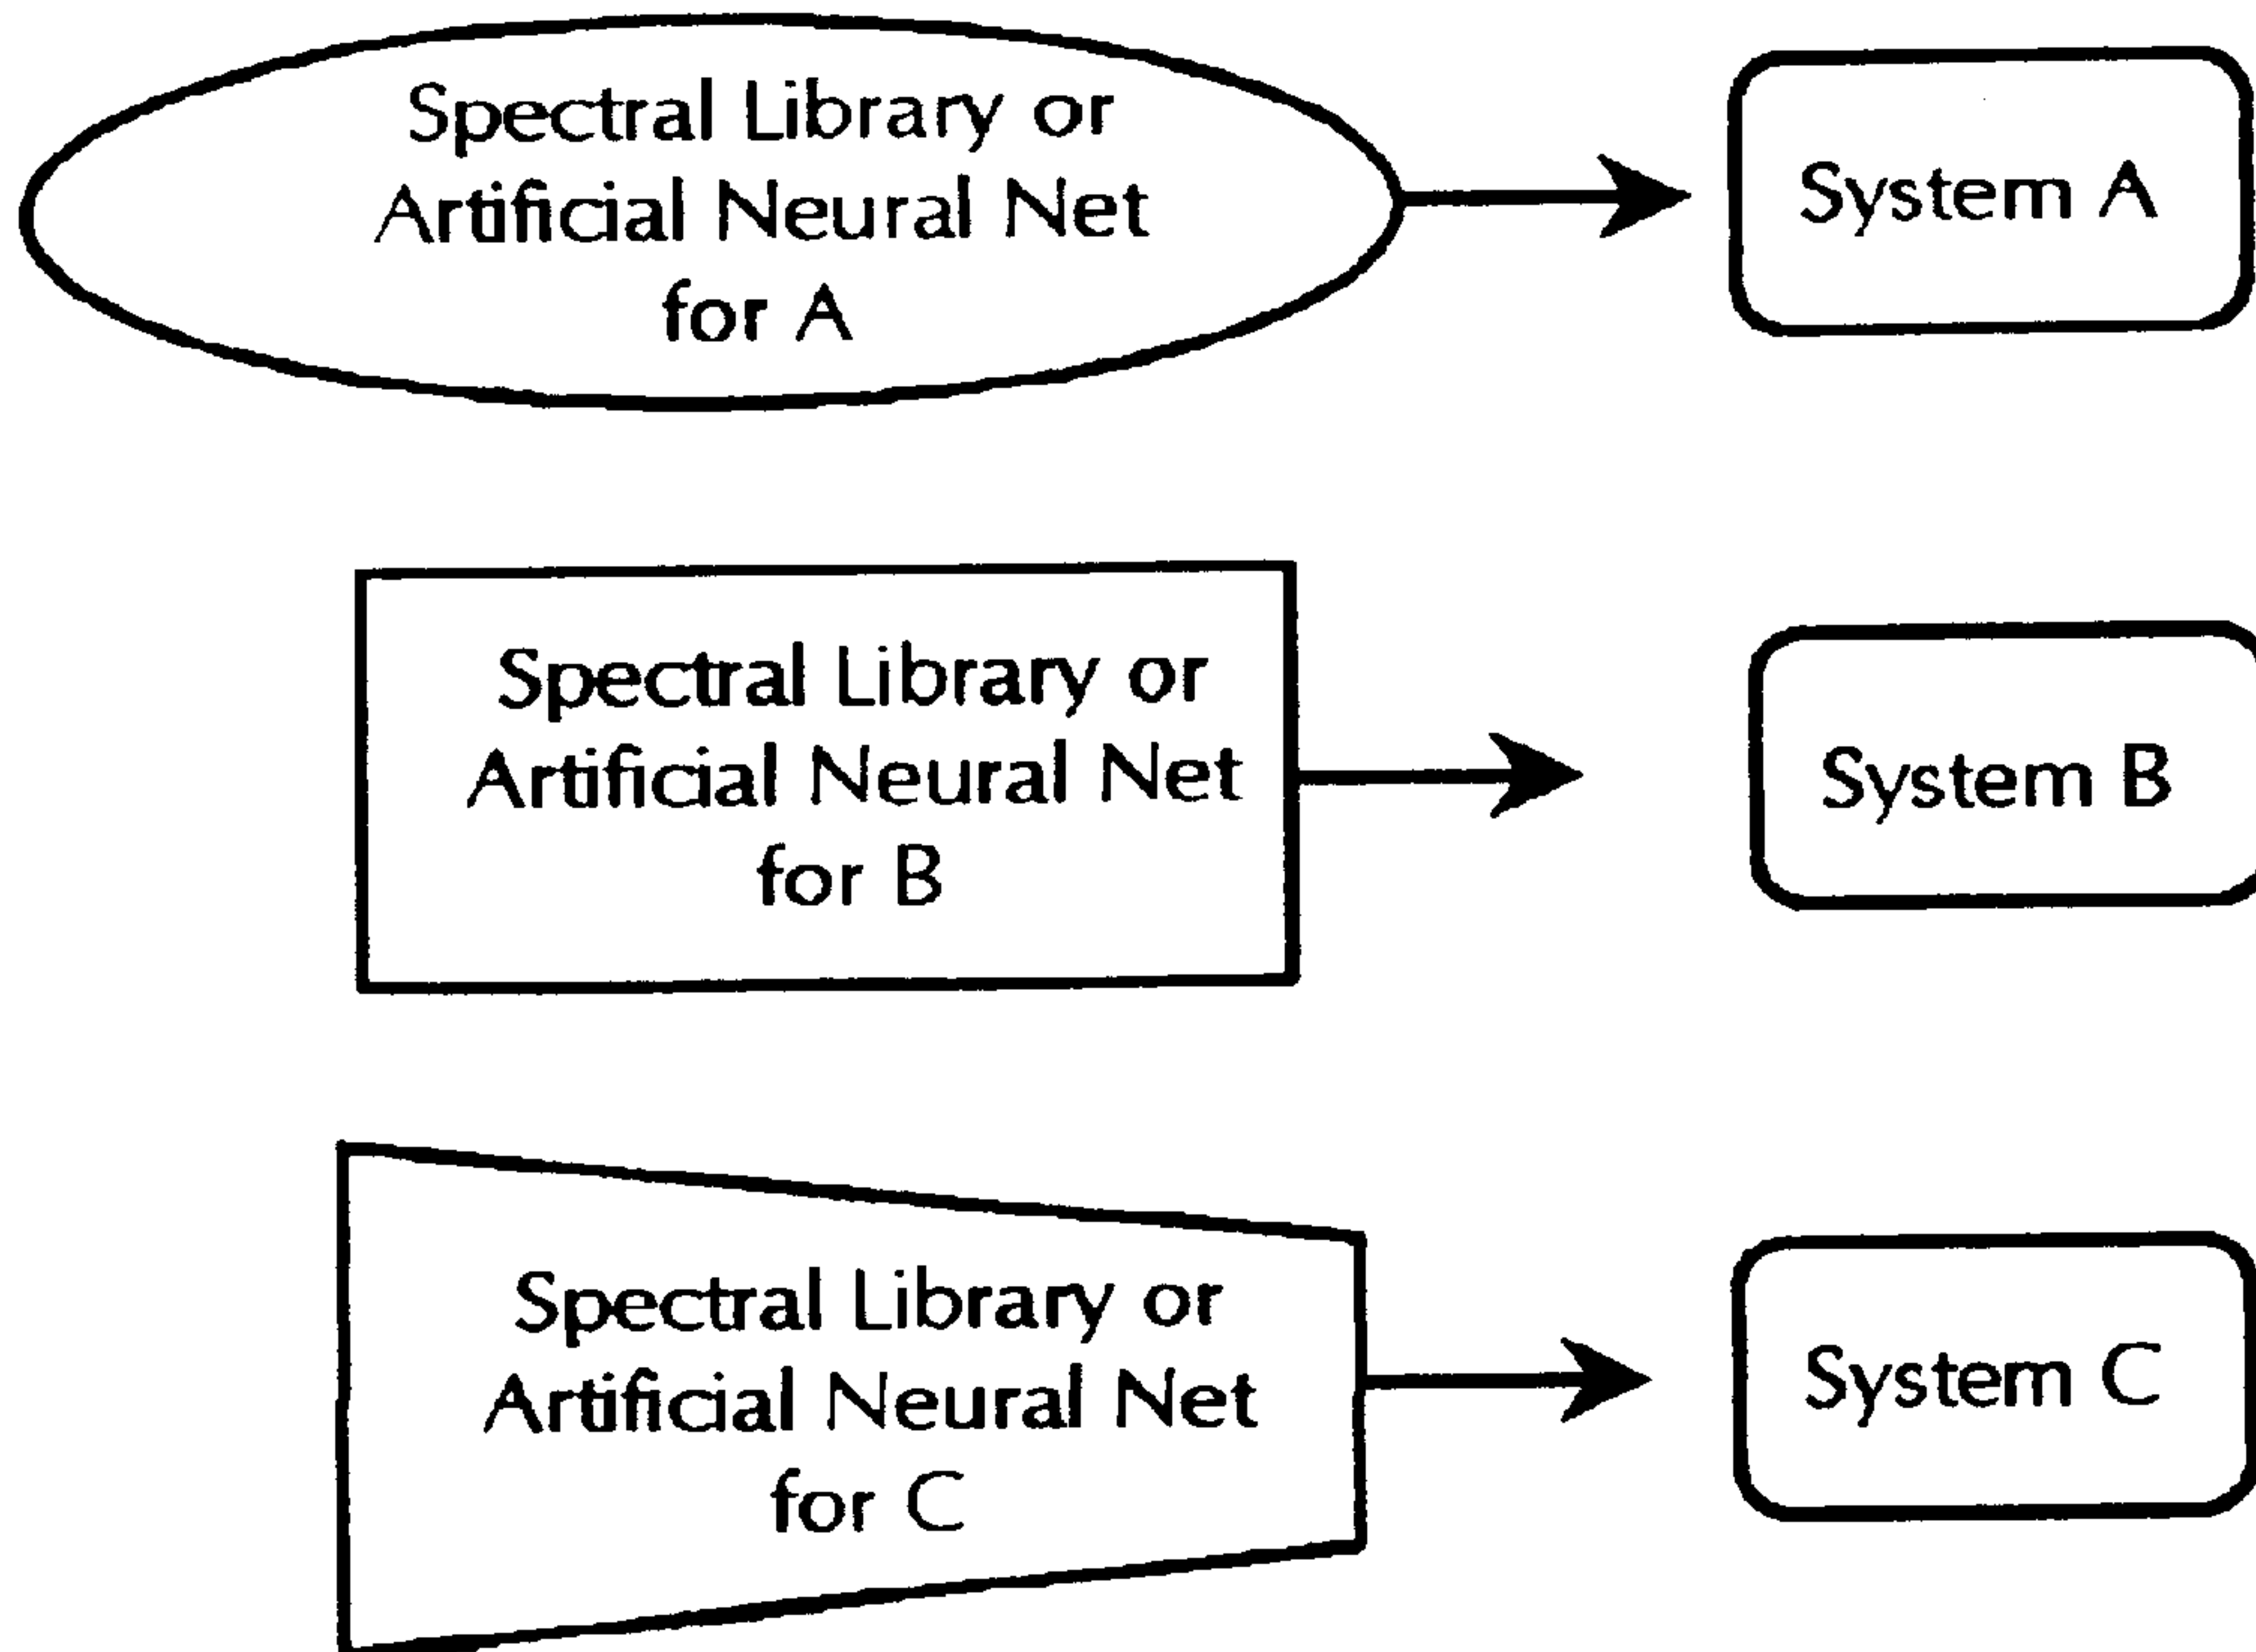 Spectral Library or
Artificial Neural Net
for A
System A
Spectral Library or
Artificial Neural Net
for B
System B
Spectral Library or
Artificial Neural Net
for C
System C